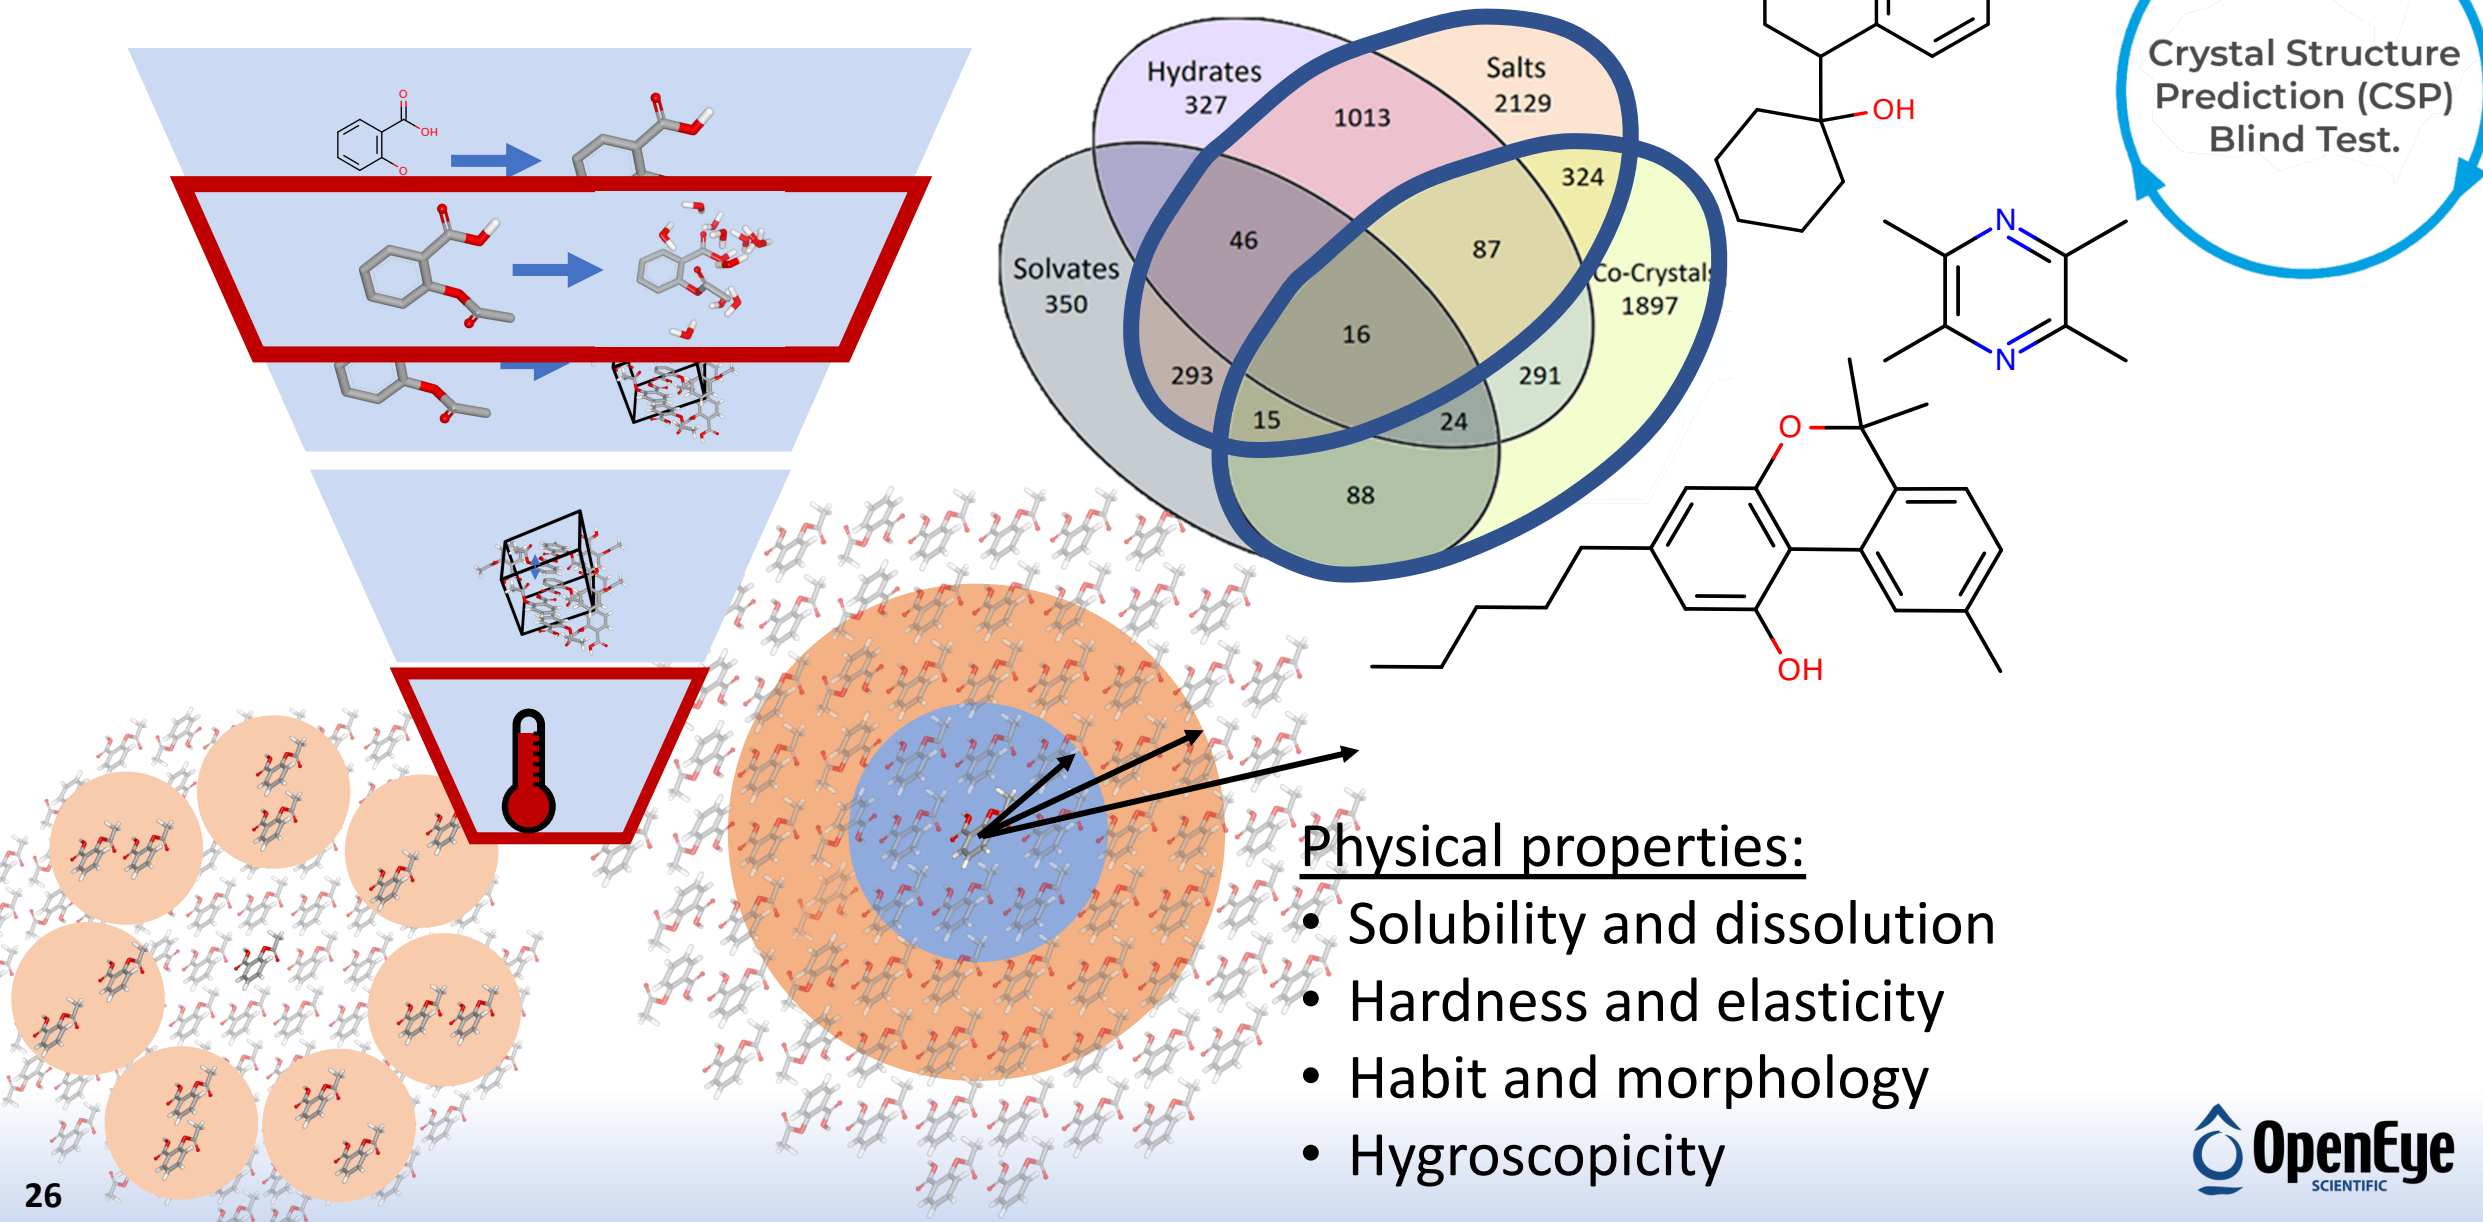 O
OH
O
Hydrates
327
Salts
2129
1013
324
46
87
Solvates
350
Co-Crystals
1897
16
293
291
15
24
88
OH
Crystal Structure
Prediction (CSP)
Blind Test.
N
N
O
OH
Physical properties:
• Solubility and dissolution
• Hardness and elasticity
• Habit and morphology
• Hygroscopicity
OpenEye
SCIENTIFIC
26